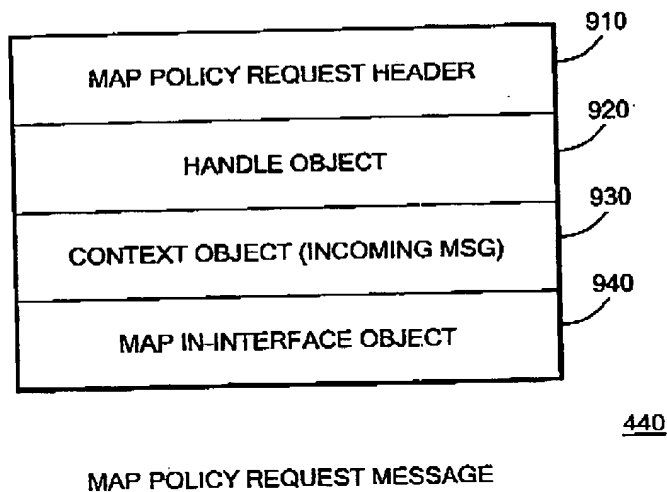 910
MAP POLICY REQUEST HEADER
920
HANDLE OBJECT
930
CONTEXT OBJECT (INCOMING MSG)
940
MAP IN-INTERFACE OBJECT
440
MAP POLICY REQUEST MESSAGE